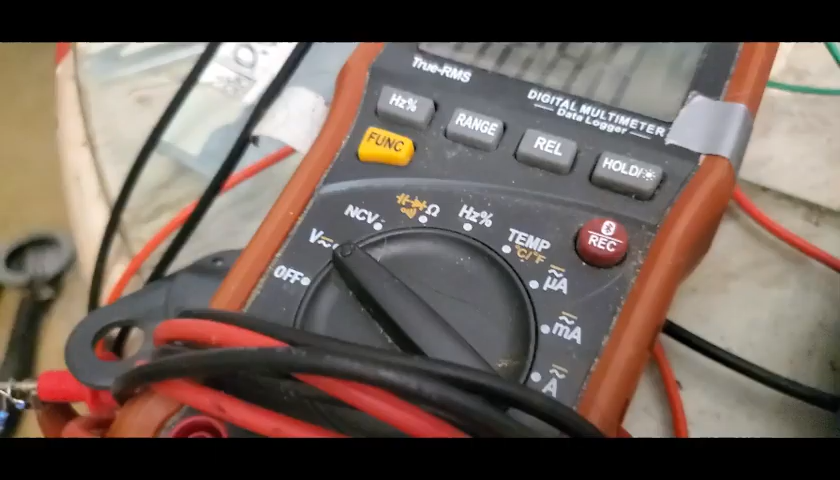 True-RMS
DIGITAL MULTIMETER
Data Logger
Hz%
RANGE
REL
HOLD/☀
FUNC
NCV
Ω
Hz%
TEMP
°C/°F
REC
V
OFF
µA
mA
A